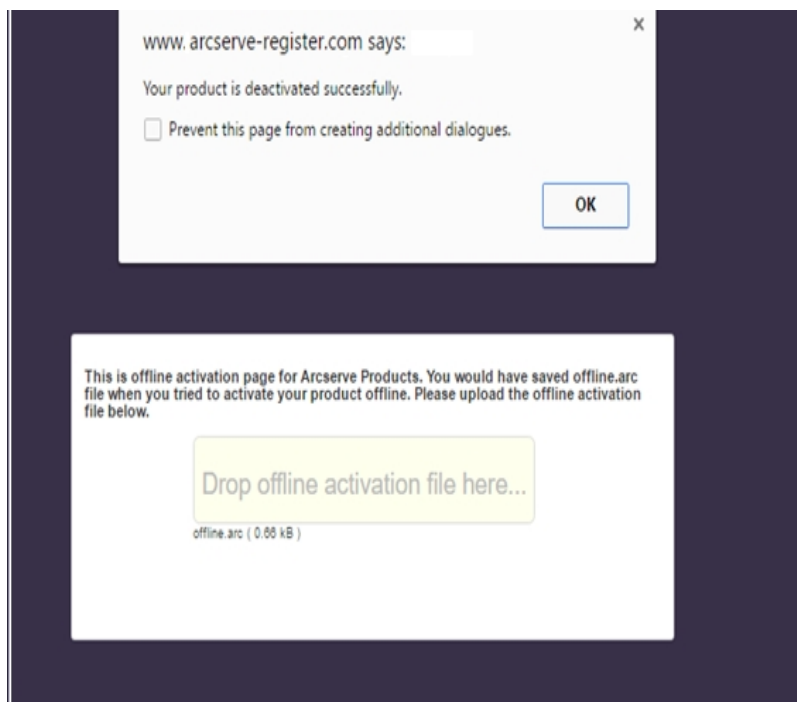 www. arcserve-register.com says:
x
Your product is deactivated successfully.
Prevent this page from creating additional dialogues.
OK
This is offline activation page for Arcserve Products. You would have saved offline.arc
file when you tried to activate your product offline. Please upload the offline activation
file below.
Drop offline activation file here...
offline.arc ( 0.66 kB )